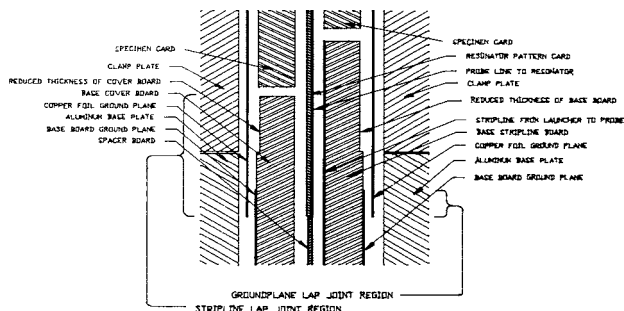 SPECIMEN CARD
CLAMP PLATE
REDUCED THICKNESS OF COVER BOARD
BASE COVER BOARD
COPPER FOIL GROUND PLANE
ALUMINUM BASE PLATE
BASE BOARD GROUND PLANE
SPACER BOARD
SPECIMEN CARD
RESONATOR PATTERN CARD
PROBE LINE TO RESONATOR
CLAMP PLATE
REDUCED THICKNESS OF BASE BOARD
STRIPLINE FROM LAUNCHER TO PROBE
BASE STRIPLINE BOARD
COPPER FOIL GROUND PLANE
ALUMINUM BASE PLATE
BASE BOARD GROUND PLANE
GROUNDPLANE LAP JOINT REGION
STRIPLINE LAP JOINT REGION